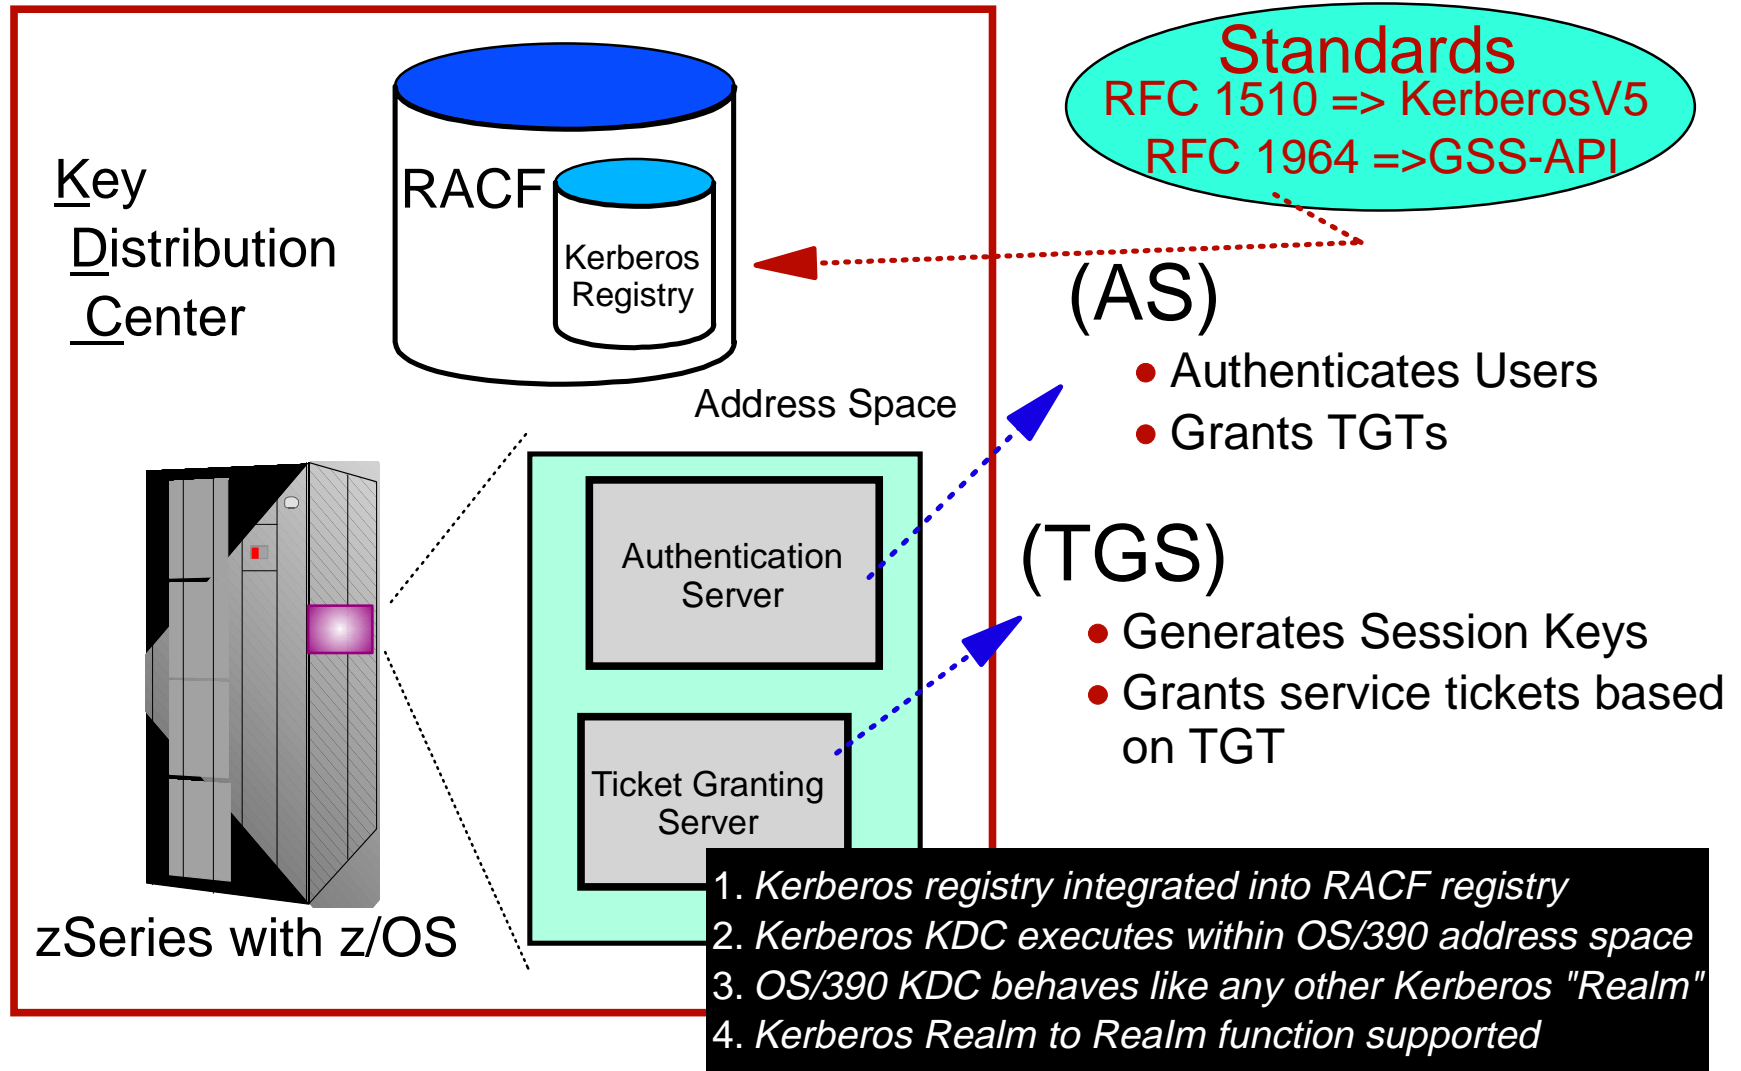 Standards
RFC 1510 => KerberosV5
RFC 1964 =>GSS-API
Key
Distribution
Center
RACF
Kerberos
Registry
(AS)
• Authenticates Users
• Grants TGTs
Address Space
Authentication
Server
(TGS)
• Generates Session Keys
• Grants service tickets based
on TGT
Ticket Granting
Server
zSeries with z/OS
1. Kerberos registry integrated into RACF registry
2. Kerberos KDC executes within OS/390 address space
3. OS/390 KDC behaves like any other Kerberos "Realm"
4. Kerberos Realm to Realm function supported